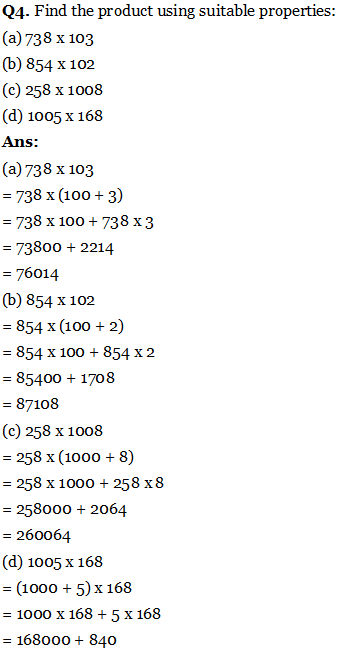 Q4. Find the product using suitable properties:
(a) 738 x 103
(b) 854 x 102
(c) 258 x 1008
(d) 1005 x 168
Ans:
(a) 738 x 103
= 738 x (100 + 3)
= 738 x 100 + 738 x 3
= 73800 + 2214
= 76014
(b) 854 x 102
= 854 x (100 + 2)
= 854 x 100 + 854 x 2
= 85400 + 1708
= 87108
(c) 258 x 1008
= 258 x (1000 + 8)
= 258 x 1000 + 258 x 8
= 258000 + 2064
= 260064
(d) 1005 x 168
= (1000 + 5) x 168
= 1000 x 168 + 5 x 168
= 168000 + 840